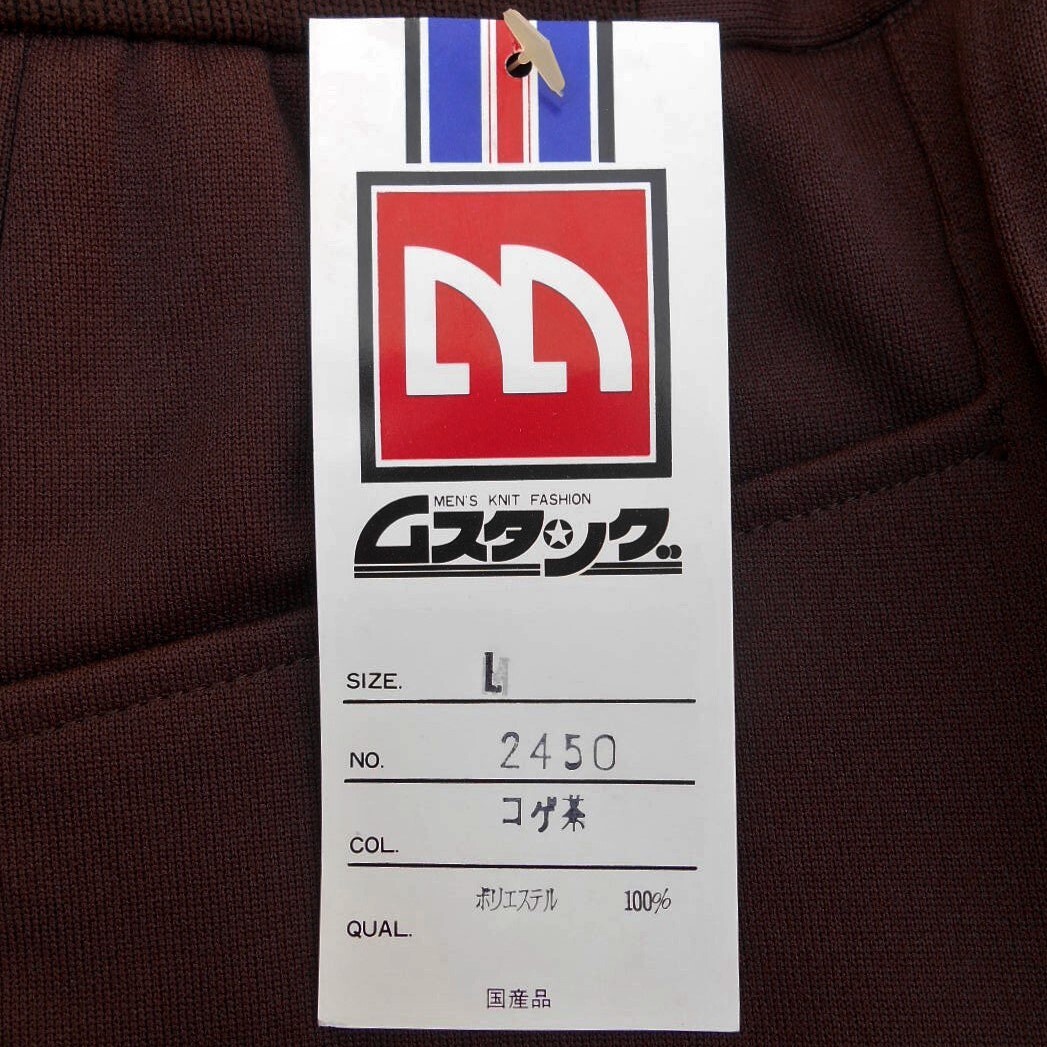 MEN'S KNIT FASHION
ムスタング
SIZE. L
NO. 2450
COL. コゲ茶
QUAL. ポリエステル 100%
国産品